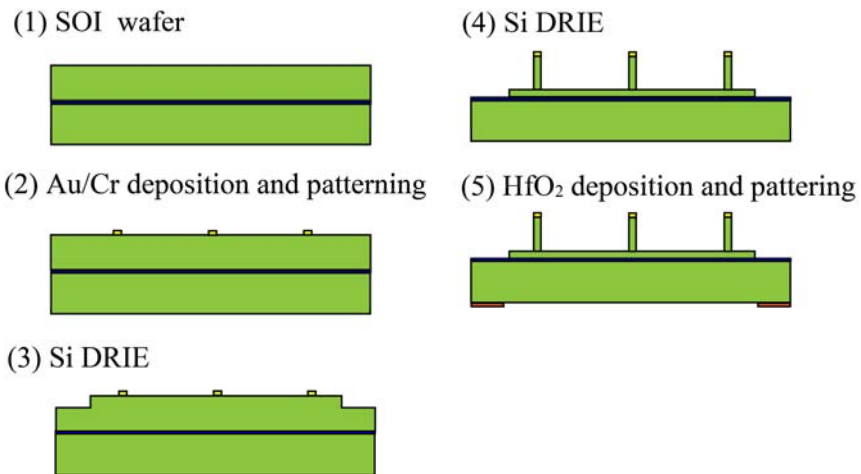 (1) SOI wafer
(2) Au/Cr deposition and patterning
(3) Si DRIE
(4) Si DRIE
(5) HfO₂ deposition and pattering